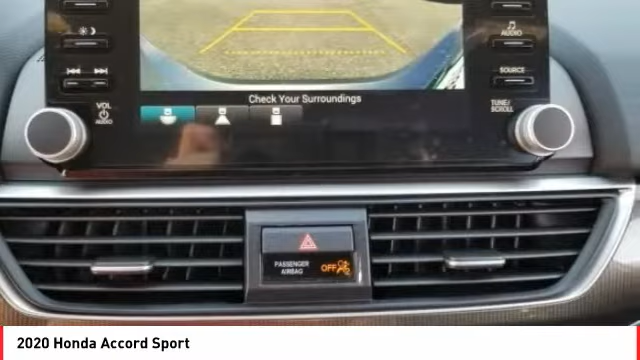 AUDIO
SOURCE
Check Your Surroundings
VOL
AUDIO
TUNE/
SCROLL
PASSENGER
AIRBAG
OFF
2020 Honda Accord Sport